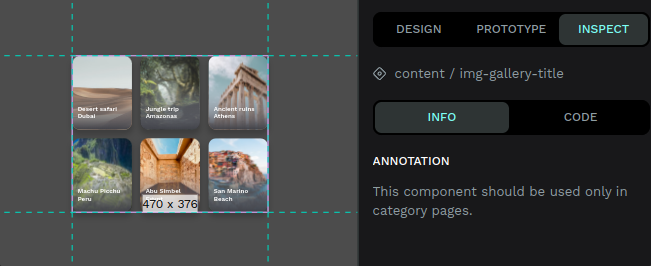 DESIGN PROTOTYPE INSPECT
content / img-gallery-title
INFO CODE
ANNOTATION
This component should be used only in
category pages.
Desert safari
Dubai
Jungle trip
Amazonas
Ancient ruins
Athens
Machu Picchu
Peru
Abu Simbel
San Marino
Beach
470 x 376